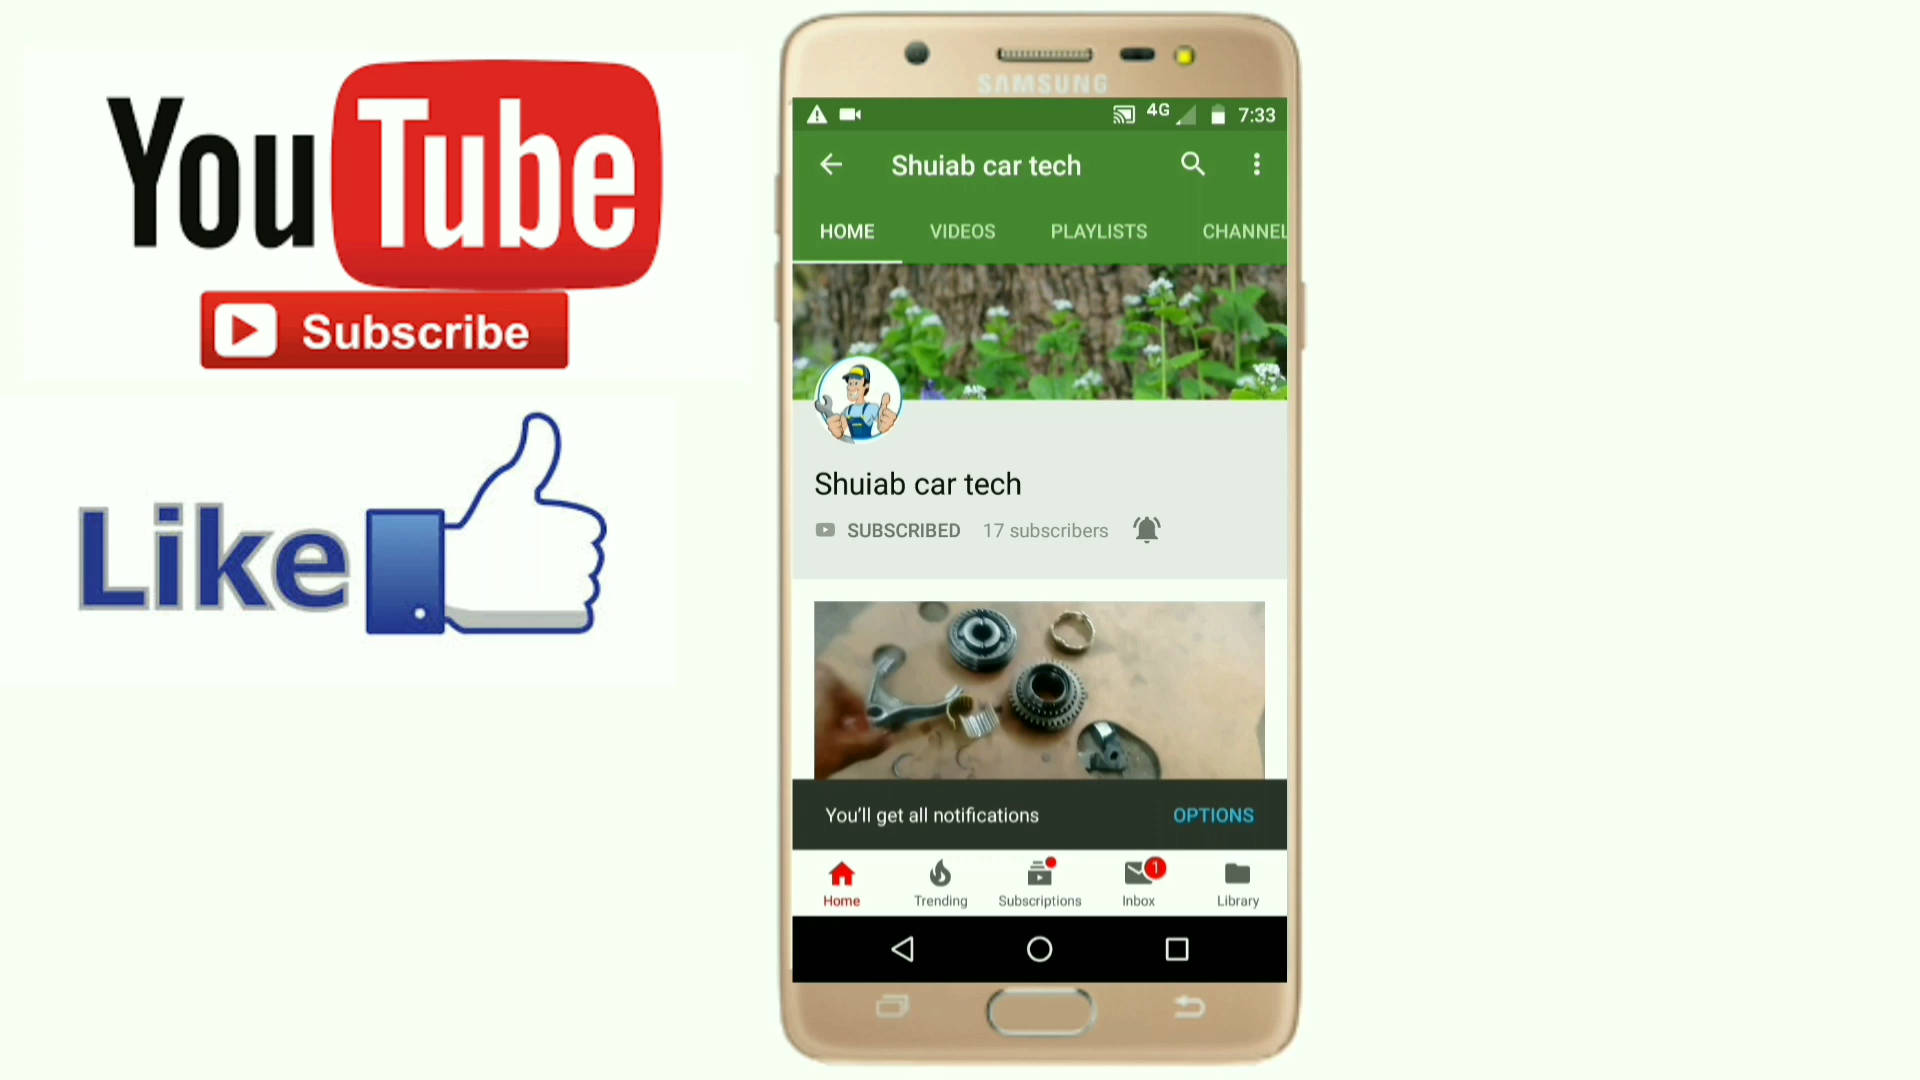 YouTube
Subscribe
Like
SAMSUNG
4G 7:33
Shuiab car tech
HOME VIDEOS PLAYLISTS CHANNEL
Shuiab car tech
SUBSCRIBED 17 subscribers
You'll get all notifications OPTIONS
1
Home Trending Subscriptions Inbox Library